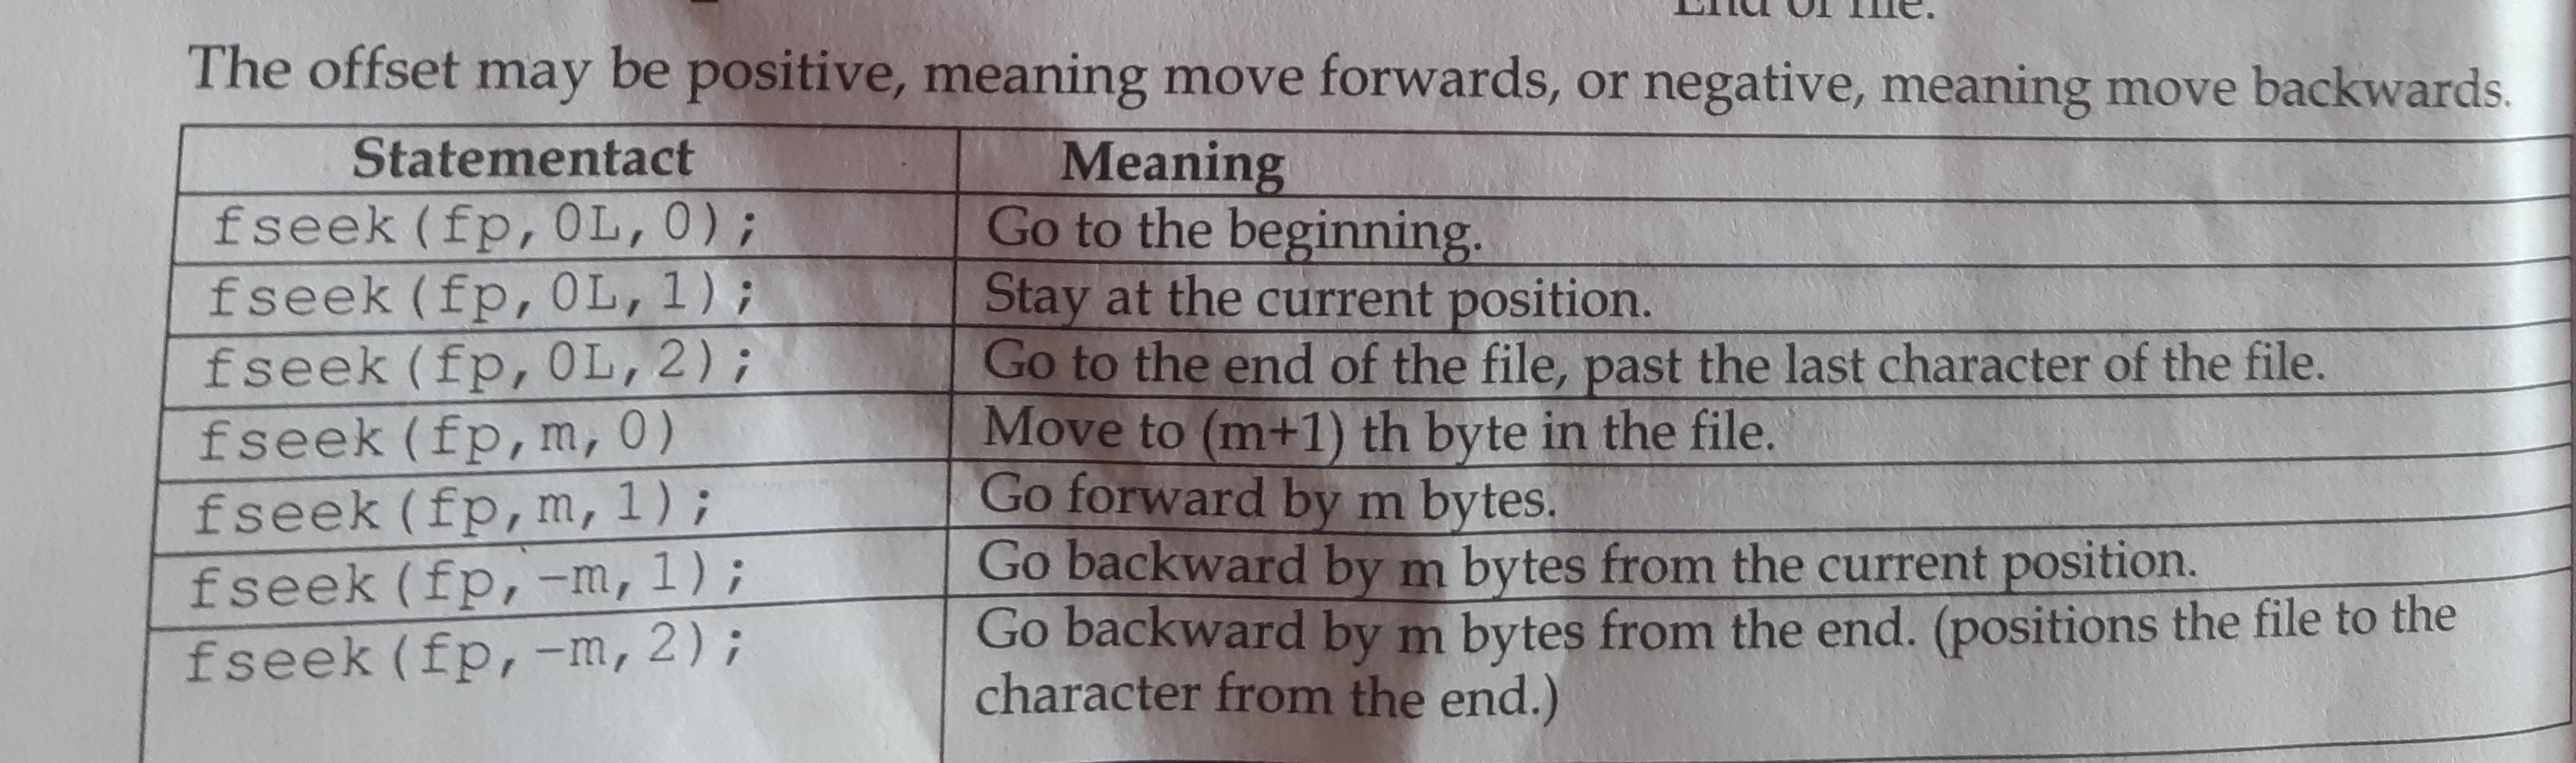 End of file.
The offset may be positive, meaning move forwards, or negative, meaning move backwards.
Statementact Meaning
fseek(fp,0L,0); Go to the beginning.
fseek(fp,0L,1); Stay at the current position.
fseek(fp,0L,2); Go to the end of the file, past the last character of the file.
fseek(fp,m,0) Move to (m+1) th byte in the file.
fseek(fp,m,1); Go forward by m bytes.
fseek(fp,-m,1); Go backward by m bytes from the current position.
fseek(fp,-m,2); Go backward by m bytes from the end. (positions the file to the
character from the end.)